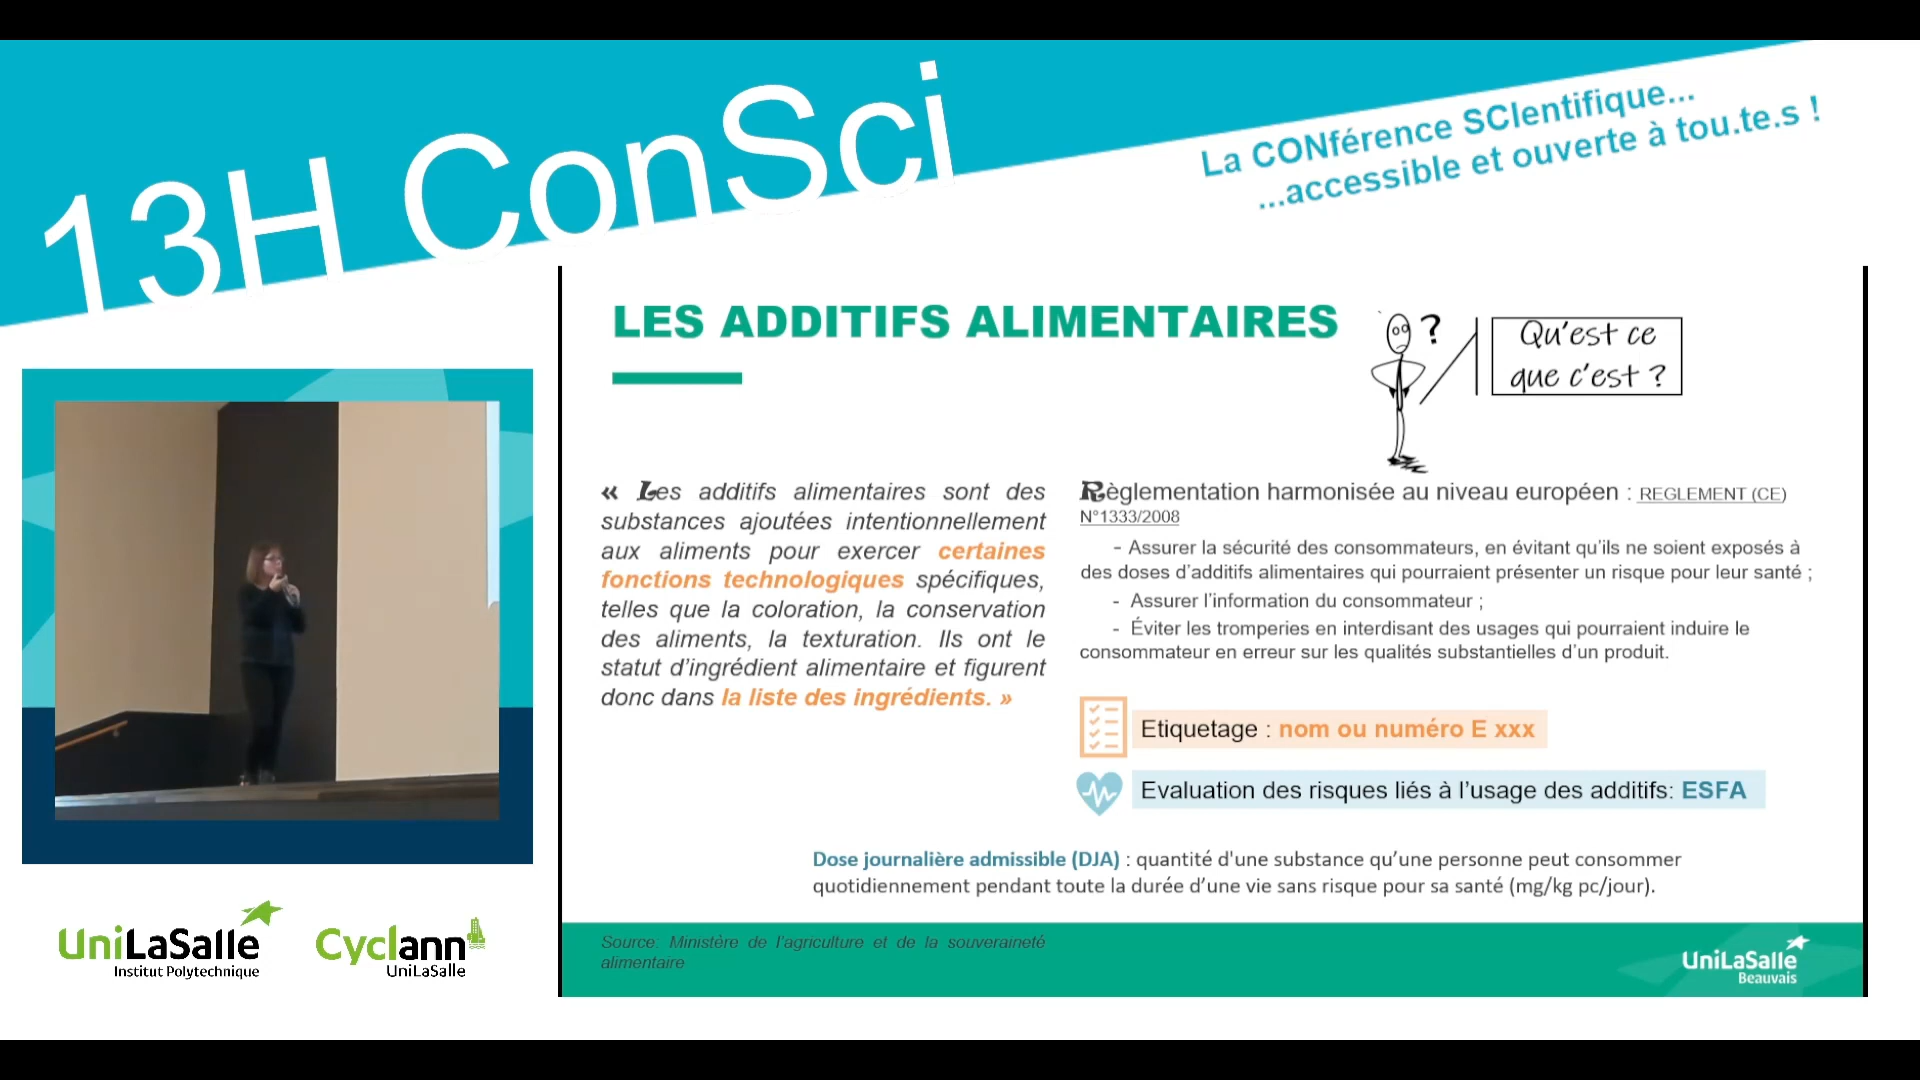 13H ConSci
La CONférence SCIentifique...
...accessible et ouverte à tou.te.s !
LES ADDITIFS ALIMENTAIRES
?
Qu'est ce
que c'est ?
« Les additifs alimentaires sont des
substances ajoutées intentionnellement
aux aliments pour exercer certaines
fonctions technologiques spécifiques,
telles que la coloration, la conservation
des aliments, la texturation. Ils ont le
statut d'ingrédient alimentaire et figurent
donc dans la liste des ingrédients. »
Règlementation harmonisée au niveau européen : REGLEMENT (CE)
N°1333/2008
- Assurer la sécurité des consommateurs, en évitant qu'ils ne soient exposés à
des doses d'additifs alimentaires qui pourraient présenter un risque pour leur santé ;
- Assurer l'information du consommateur ;
- Éviter les tromperies en interdisant des usages qui pourraient induire le
consommateur en erreur sur les qualités substantielles d'un produit.
Etiquetage : nom ou numéro E xxx
Evaluation des risques liés à l'usage des additifs: ESFA
Dose journalière admissible (DJA) : quantité d'une substance qu'une personne peut consommer
quotidiennement pendant toute la durée d'une vie sans risque pour sa santé (mg/kg pc/jour).
Source: Ministère de l'agriculture et de la souveraineté
alimentaire
UniLaSalle
Beauvais
UniLaSalle
Institut Polytechnique
Cyclann
UniLaSalle